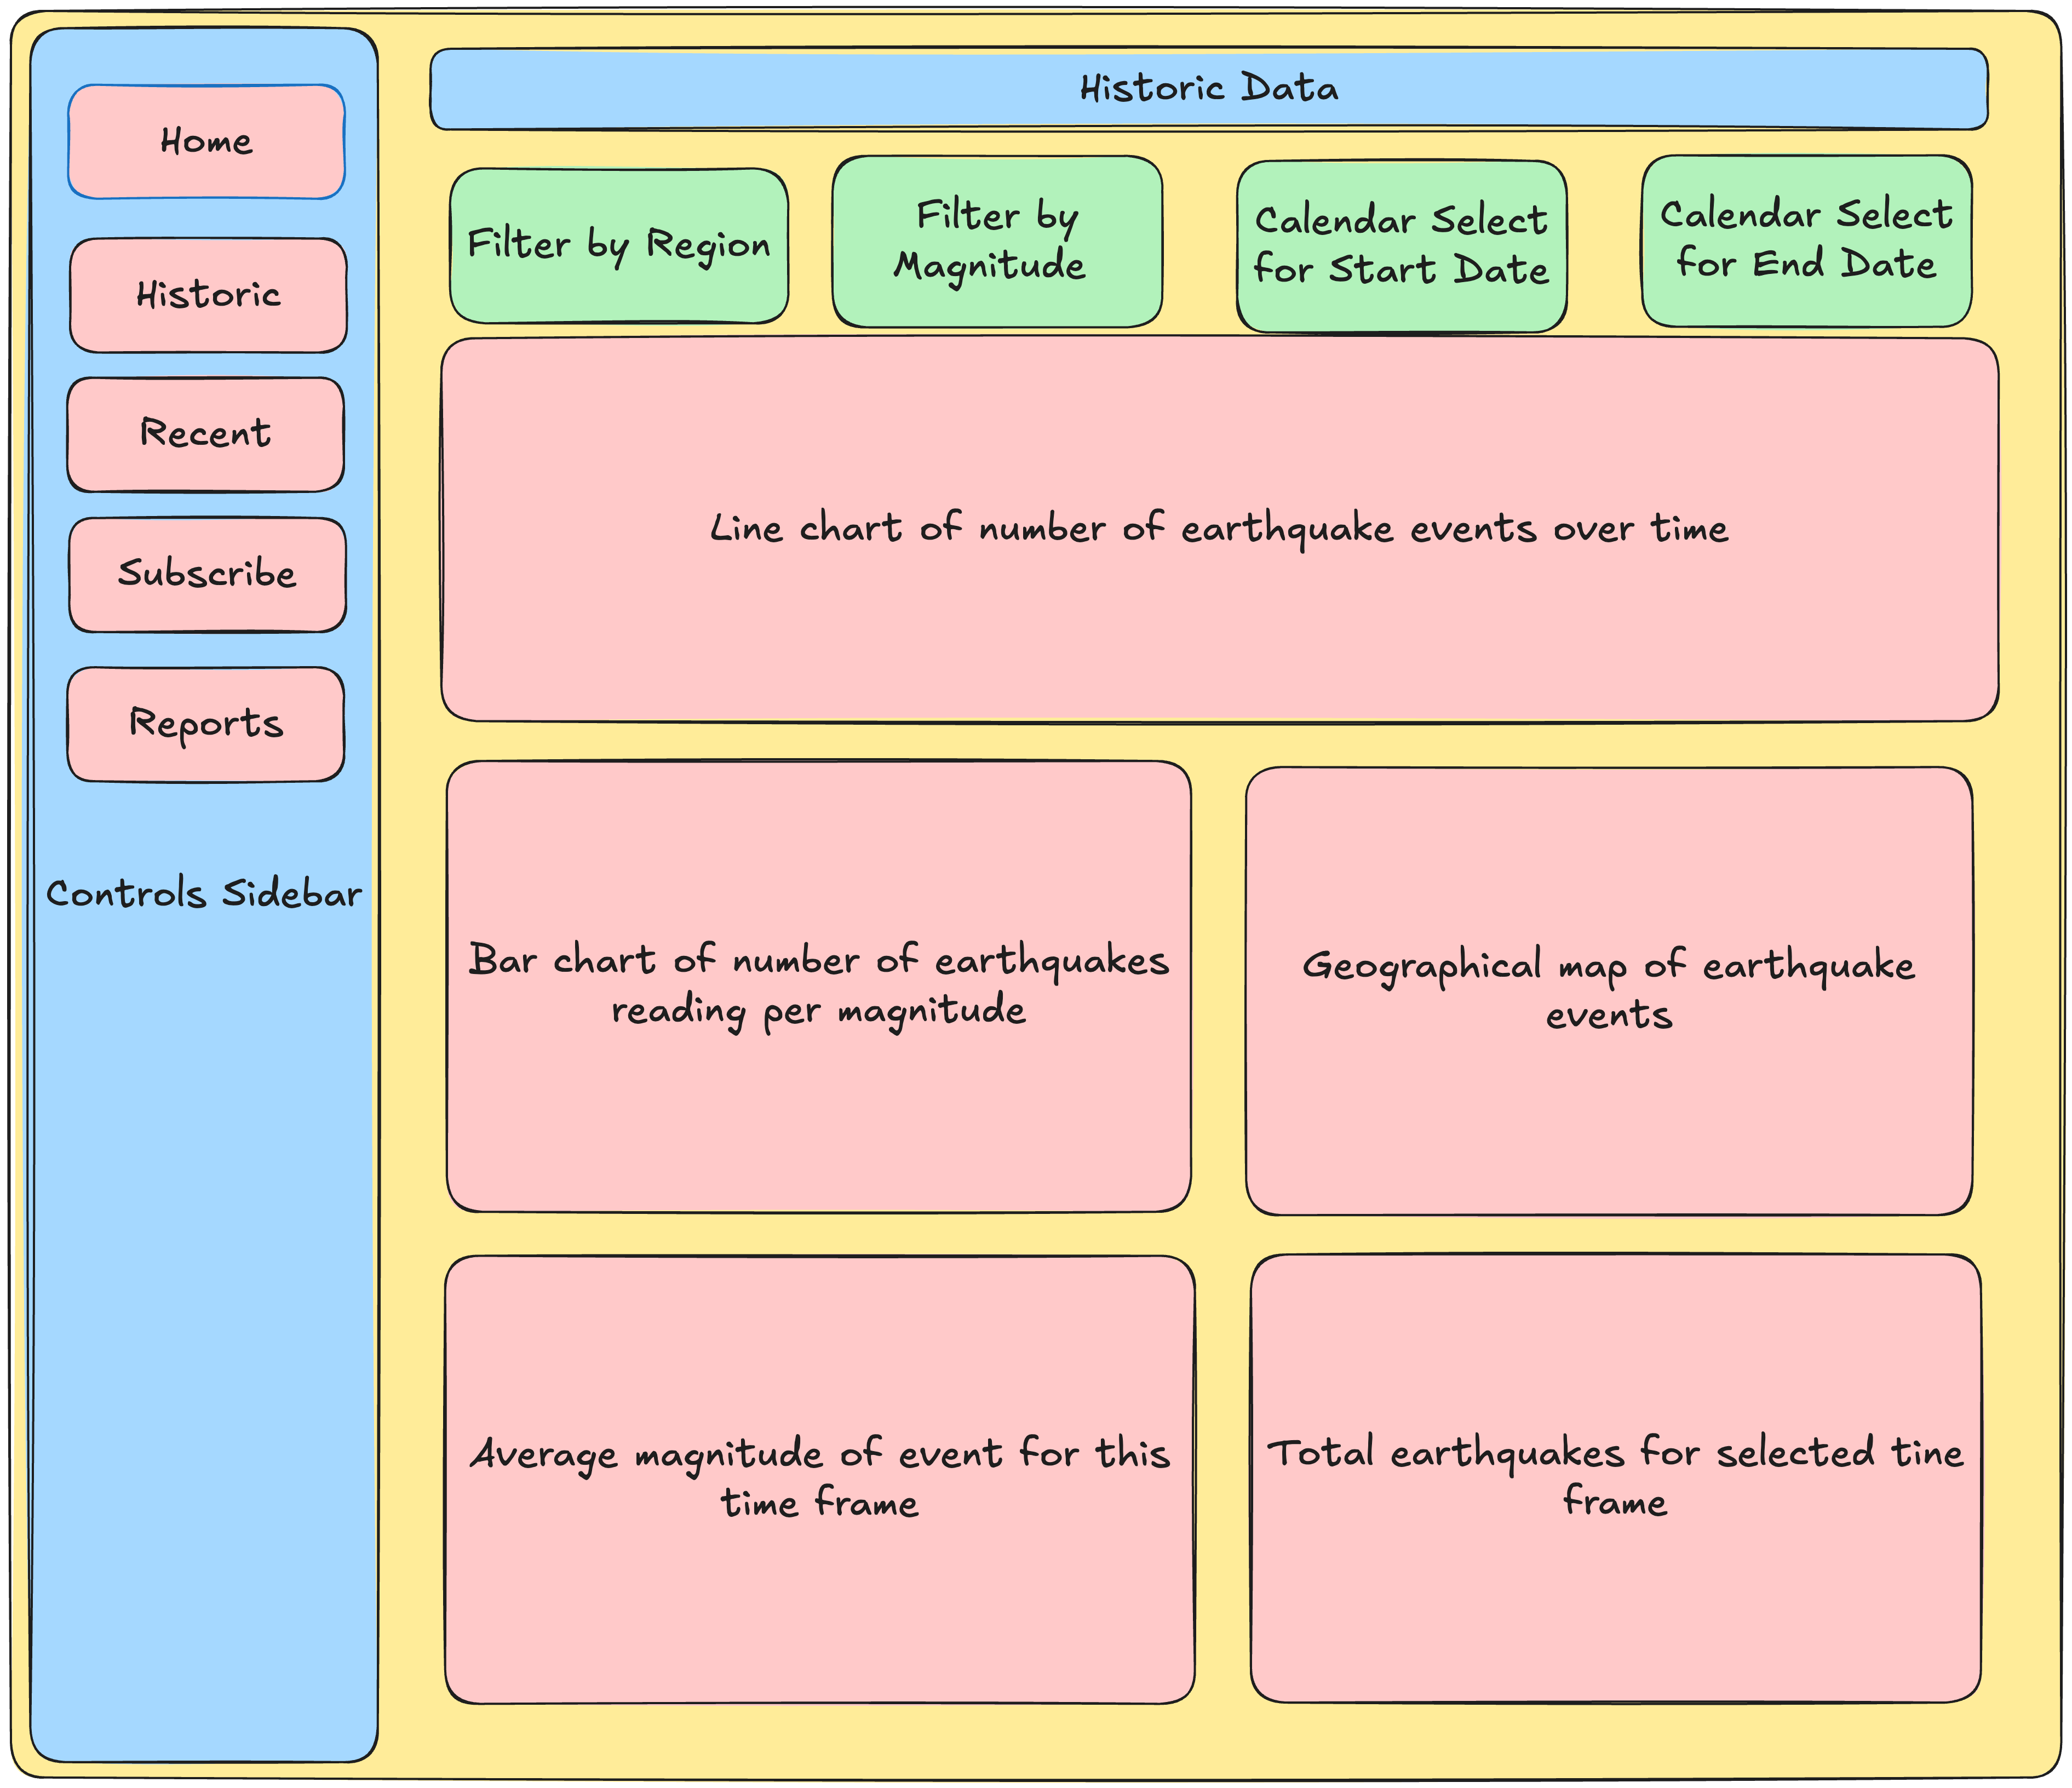 Home
Historic
Recent
Subscribe
Reports
Controls Sidebar
Historic Data
Filter by Region
Filter by
Magnitude
Calendar Select
for Start Date
Calendar Select
for End Date
Line chart of number of earthquake events over time
Bar chart of number of earthquakes
reading per magnitude
Geographical map of earthquake
events
Average magnitude of event for this
time frame
Total earthquakes for selected tine
frame